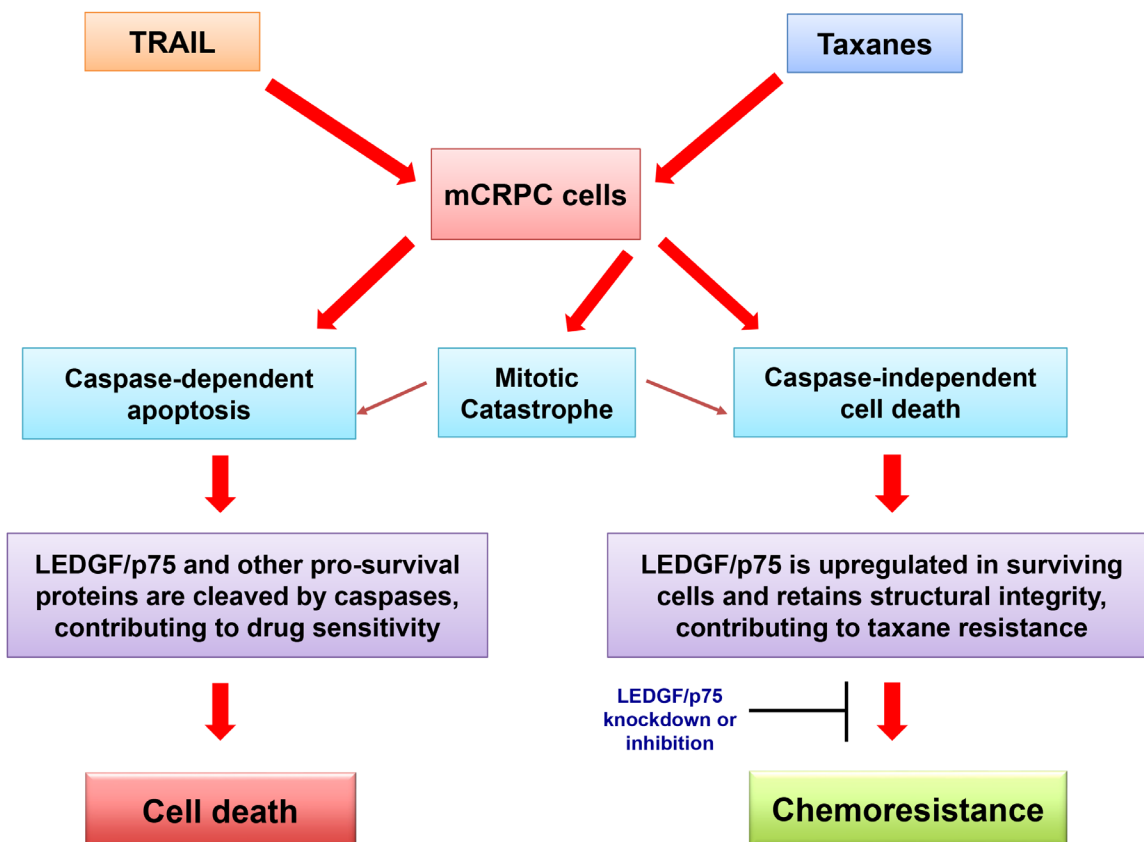 TRAIL
Taxanes
mCRPC cells
Caspase-dependent
apoptosis
Mitotic
Catastrophe
Caspase-independent
cell death
LEDGF/p75 and other pro-survival
proteins are cleaved by caspases,
contributing to drug sensitivity
LEDGF/p75 is upregulated in surviving
cells and retains structural integrity,
contributing to taxane resistance
LEDGF/p75
knockdown or
inhibition
Cell death
Chemoresistance